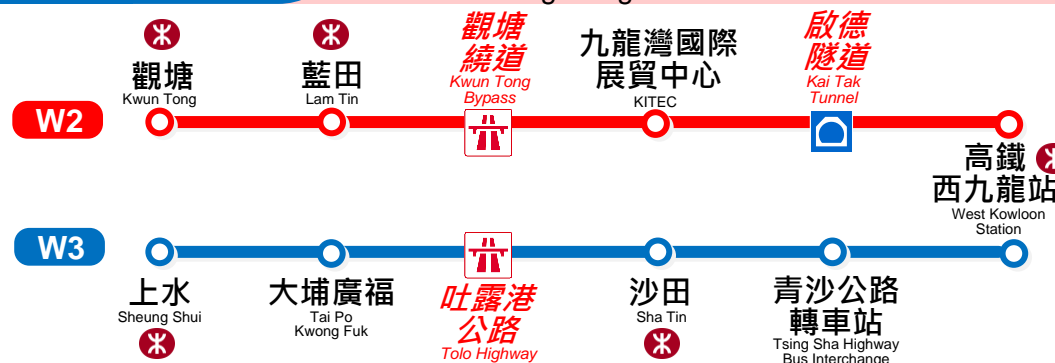 觀塘
Kwun Tong
藍田
Lam Tin
觀塘
繞道
Kwun Tong
Bypass
九龍灣國際
展貿中心
KITEC
啟德
隧道
Kai Tak
Tunnel
W2
高鐵
西九龍站
West Kowloon
Station
W3
上水
Sheung Shui
大埔廣福
Tai Po
Kwong Fuk
吐露港
公路
Tolo Highway
沙田
Sha Tin
青沙公路
轉車站
Tsing Sha Highway
Bus Interchange